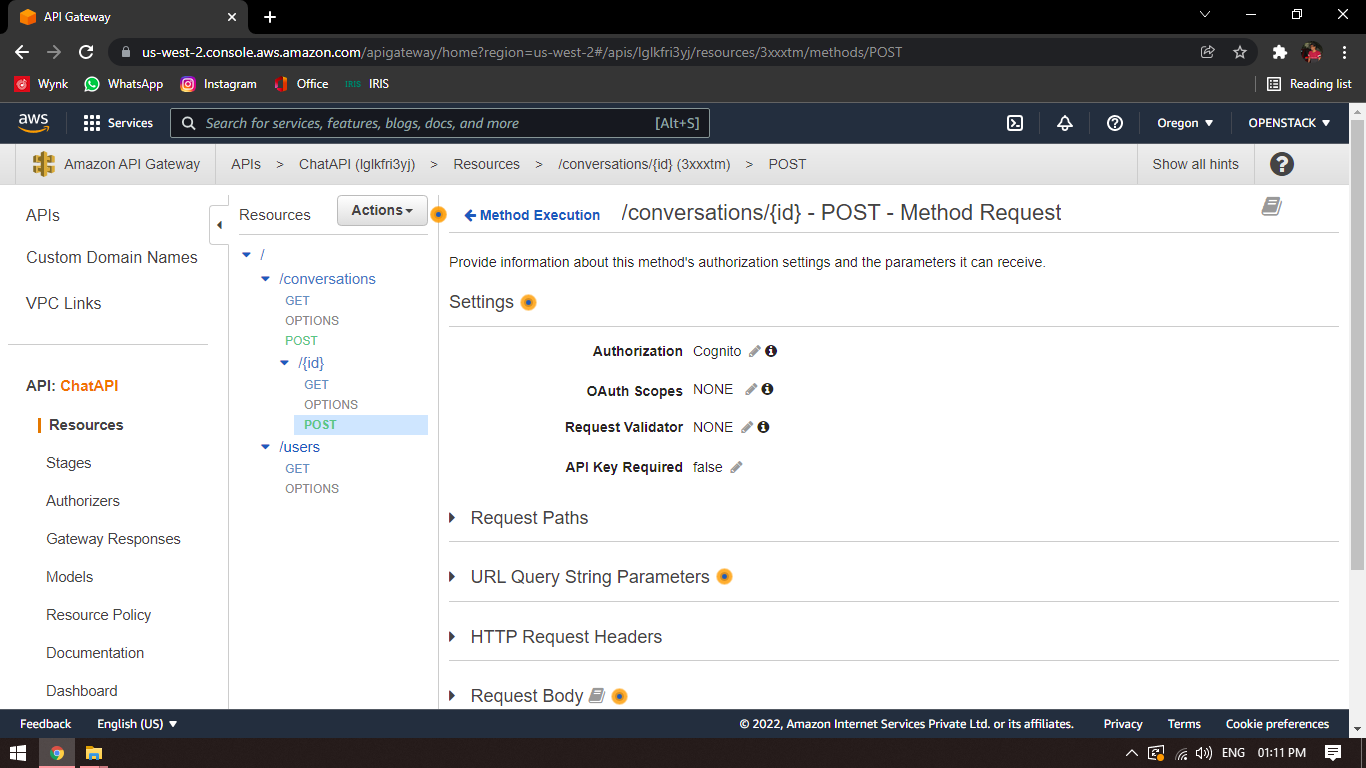 API Gateway
us-west-2.console.aws.amazon.com/apigateway/home?region=us-west-2#/apis/lglkfri3yj/resources/3xxxtm/methods/POST
Wynk WhatsApp Instagram Office IRIS IRIS Reading list
aws Services Search for services, features, blogs, docs, and more [Alt+S] Oregon OPENSTACK
Amazon API Gateway APIs > ChatAPI (lglkfri3yj) > Resources > /conversations/{id} (3xxxtm) > POST Show all hints
APIs
Custom Domain Names
VPC Links
API: ChatAPI
Resources
Stages
Authorizers
Gateway Responses
Models
Resource Policy
Documentation
Dashboard
Resources Actions
/
/conversations
GET
OPTIONS
POST
/{id}
GET
OPTIONS
POST
/users
GET
OPTIONS
Method Execution /conversations/{id} - POST - Method Request
Provide information about this method's authorization settings and the parameters it can receive.
Settings
Authorization Cognito
OAuth Scopes NONE
Request Validator NONE
API Key Required false
Request Paths
URL Query String Parameters
HTTP Request Headers
Request Body
Feedback English (US) © 2022, Amazon Internet Services Private Ltd. or its affiliates. Privacy Terms Cookie preferences
ENG 01:11 PM